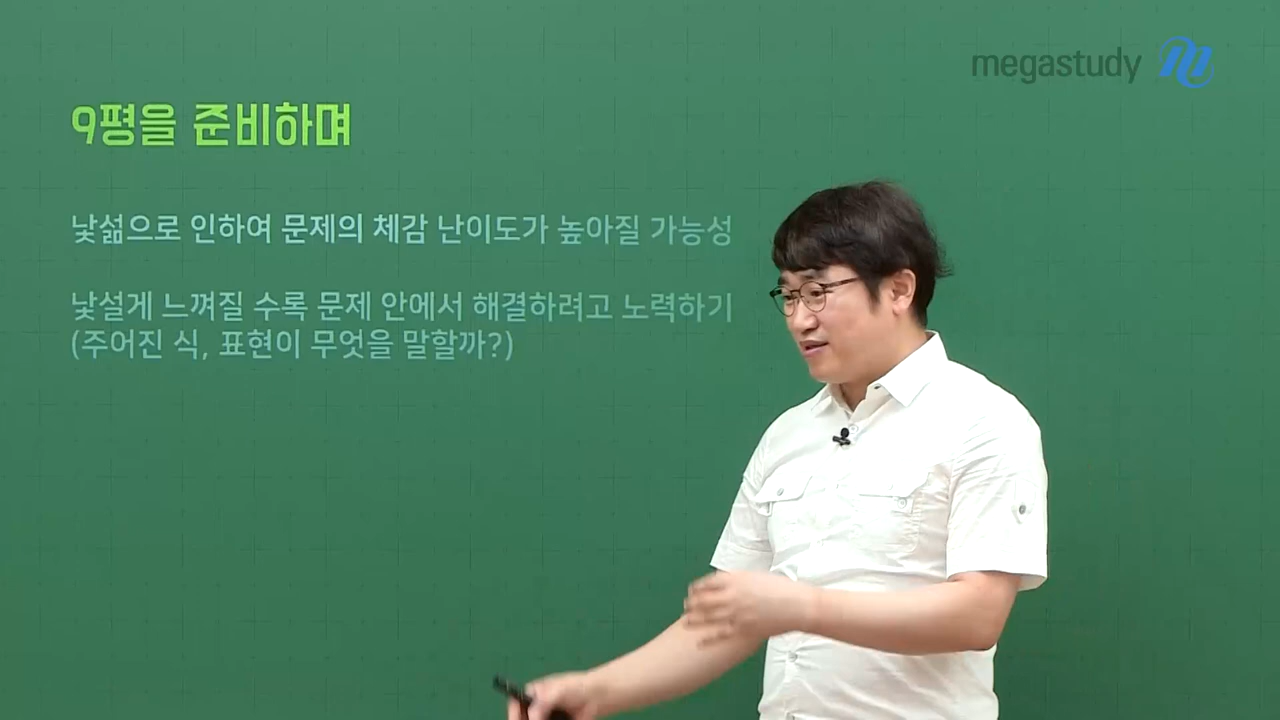 megastudy
9평을 준비하며
낯섦으로 인하여 문제의 체감 난이도가 높아질 가능성
낯설게 느껴질 수록 문제 안에서 해결하려고 노력하기
(주어진 식, 표현이 무엇을 말할까?)